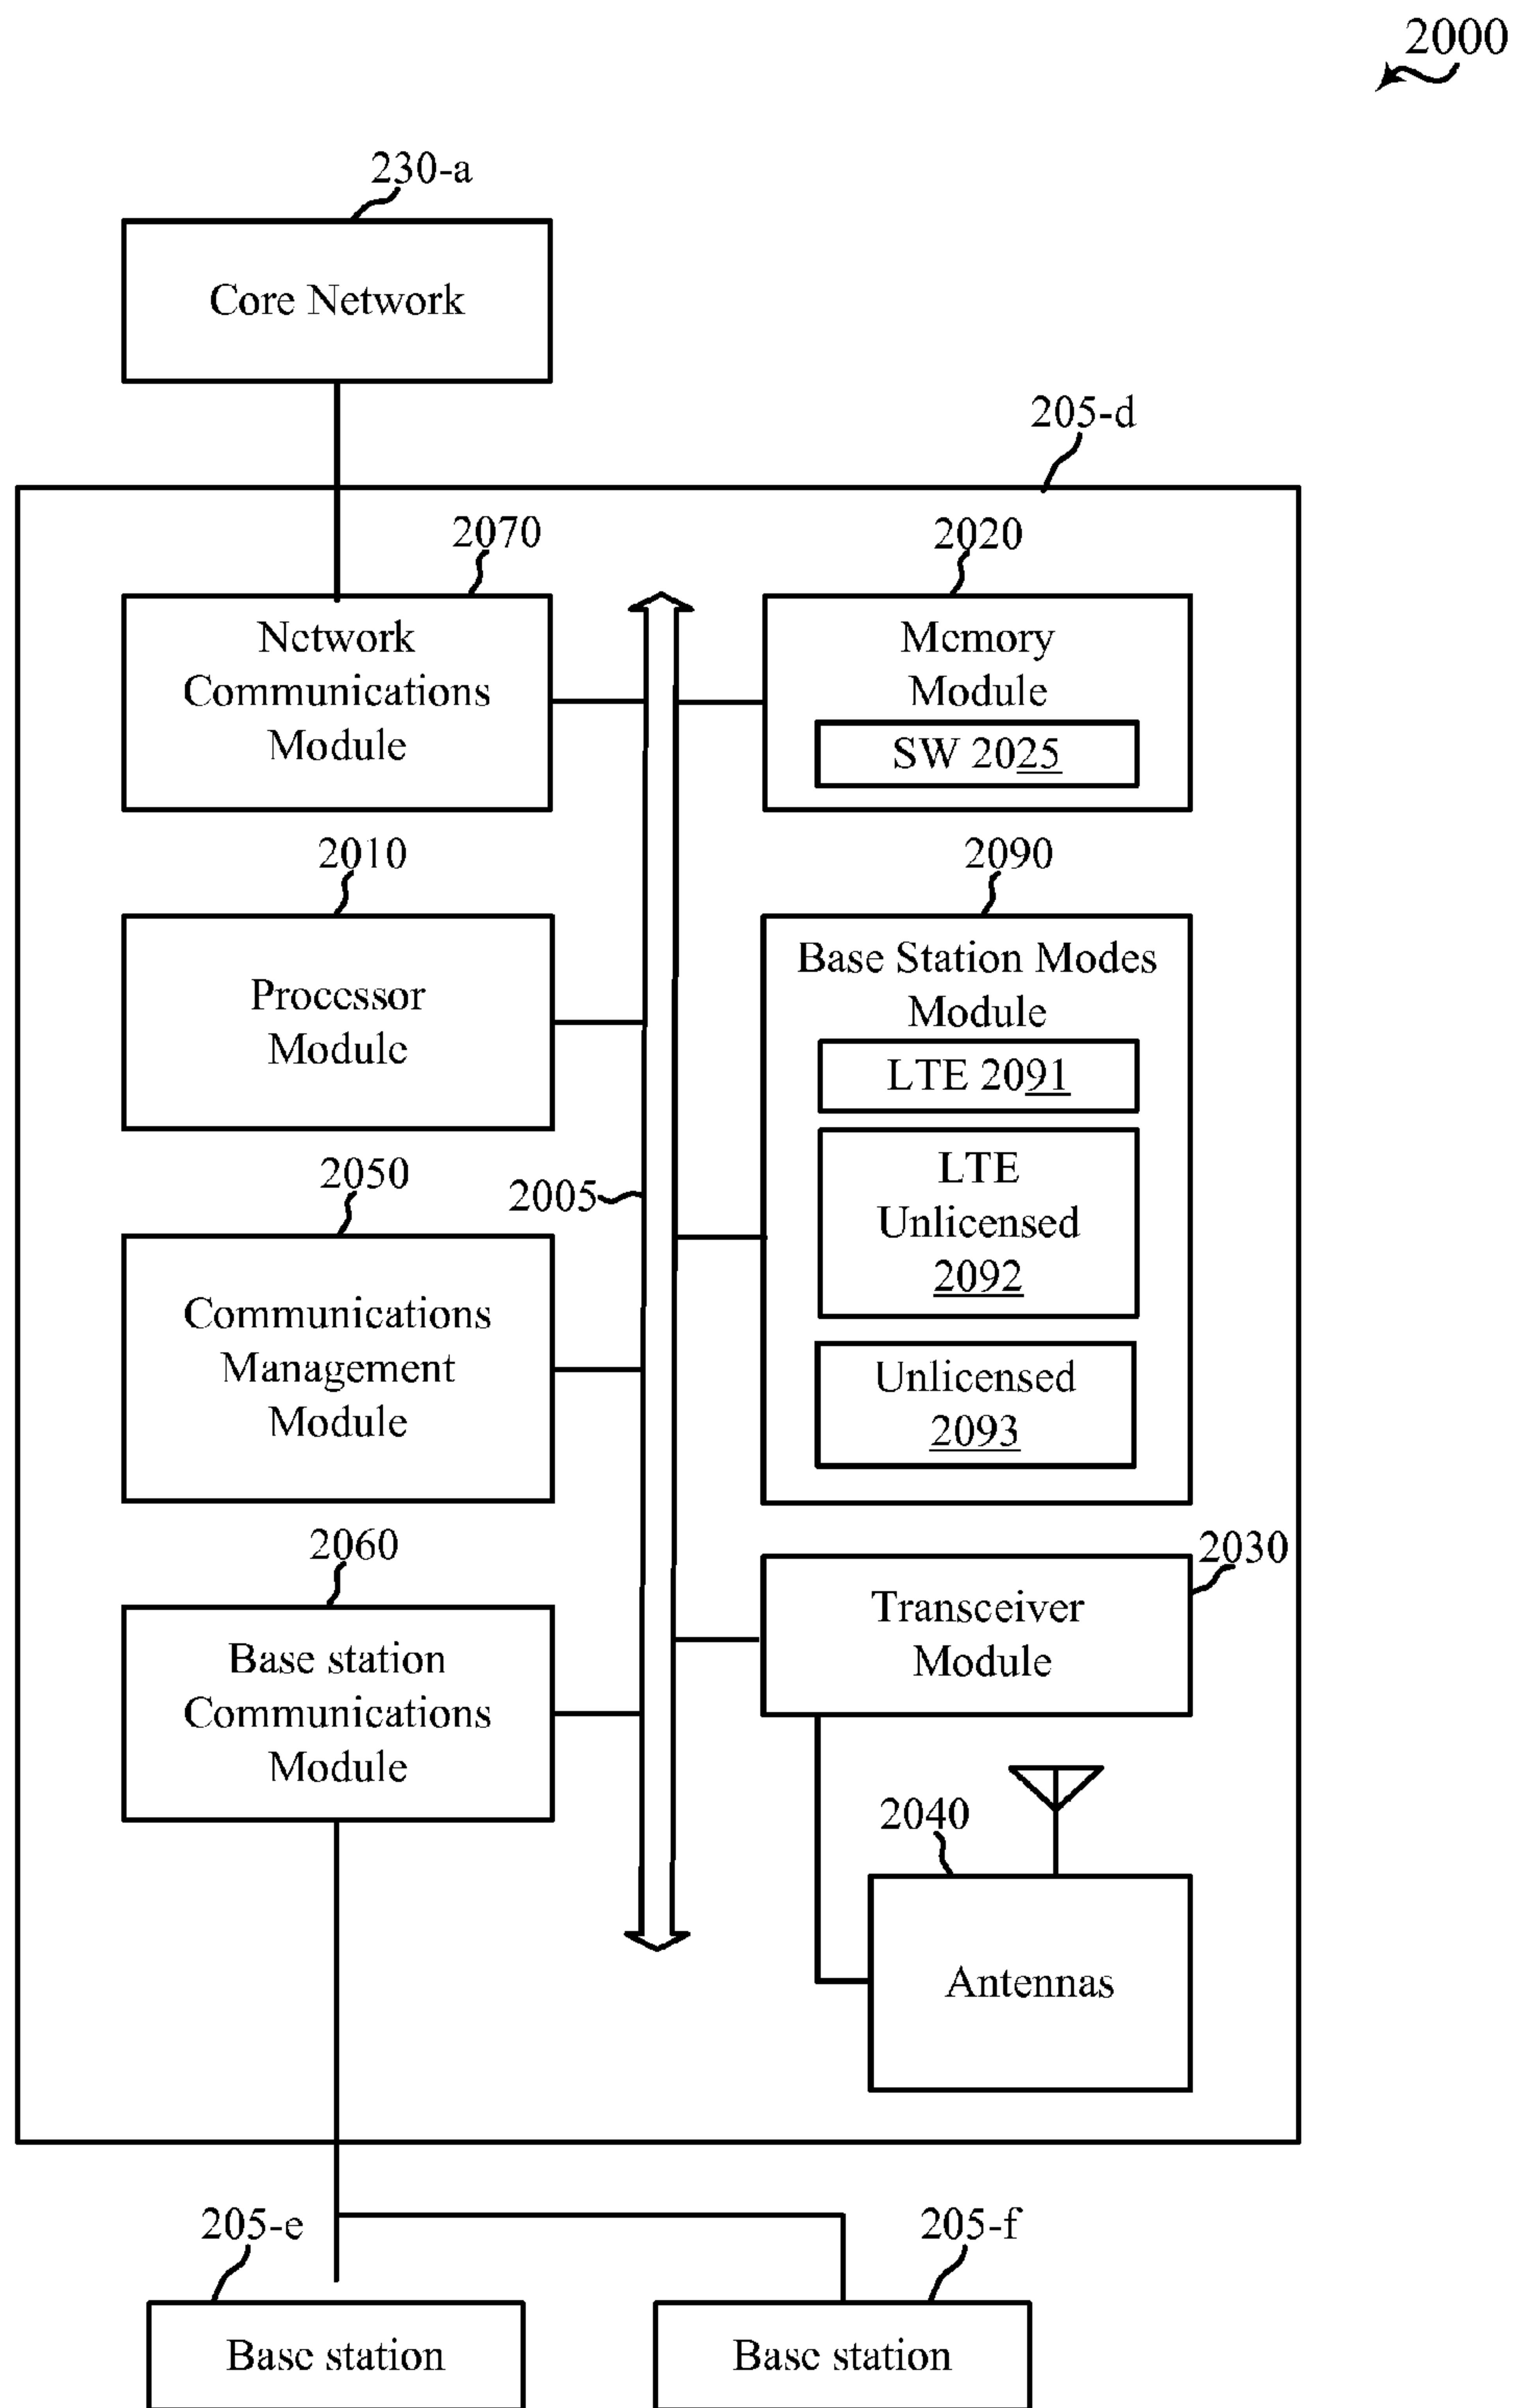 2000
230-a
Core Network
205-d
2070
2020
Network
Communications
Module
Memory
Module
SW 2025
2010
2090
Processor
Module
Base Station Modes
Module
LTE 2091
LTE
Unlicensed
2092
Unlicensed
2093
2050
2005
Communications
Management
Module
2060
2030
Base station
Communications
Module
Transceiver
Module
2040
Antennas
205-e
205-f
Base station
Base station